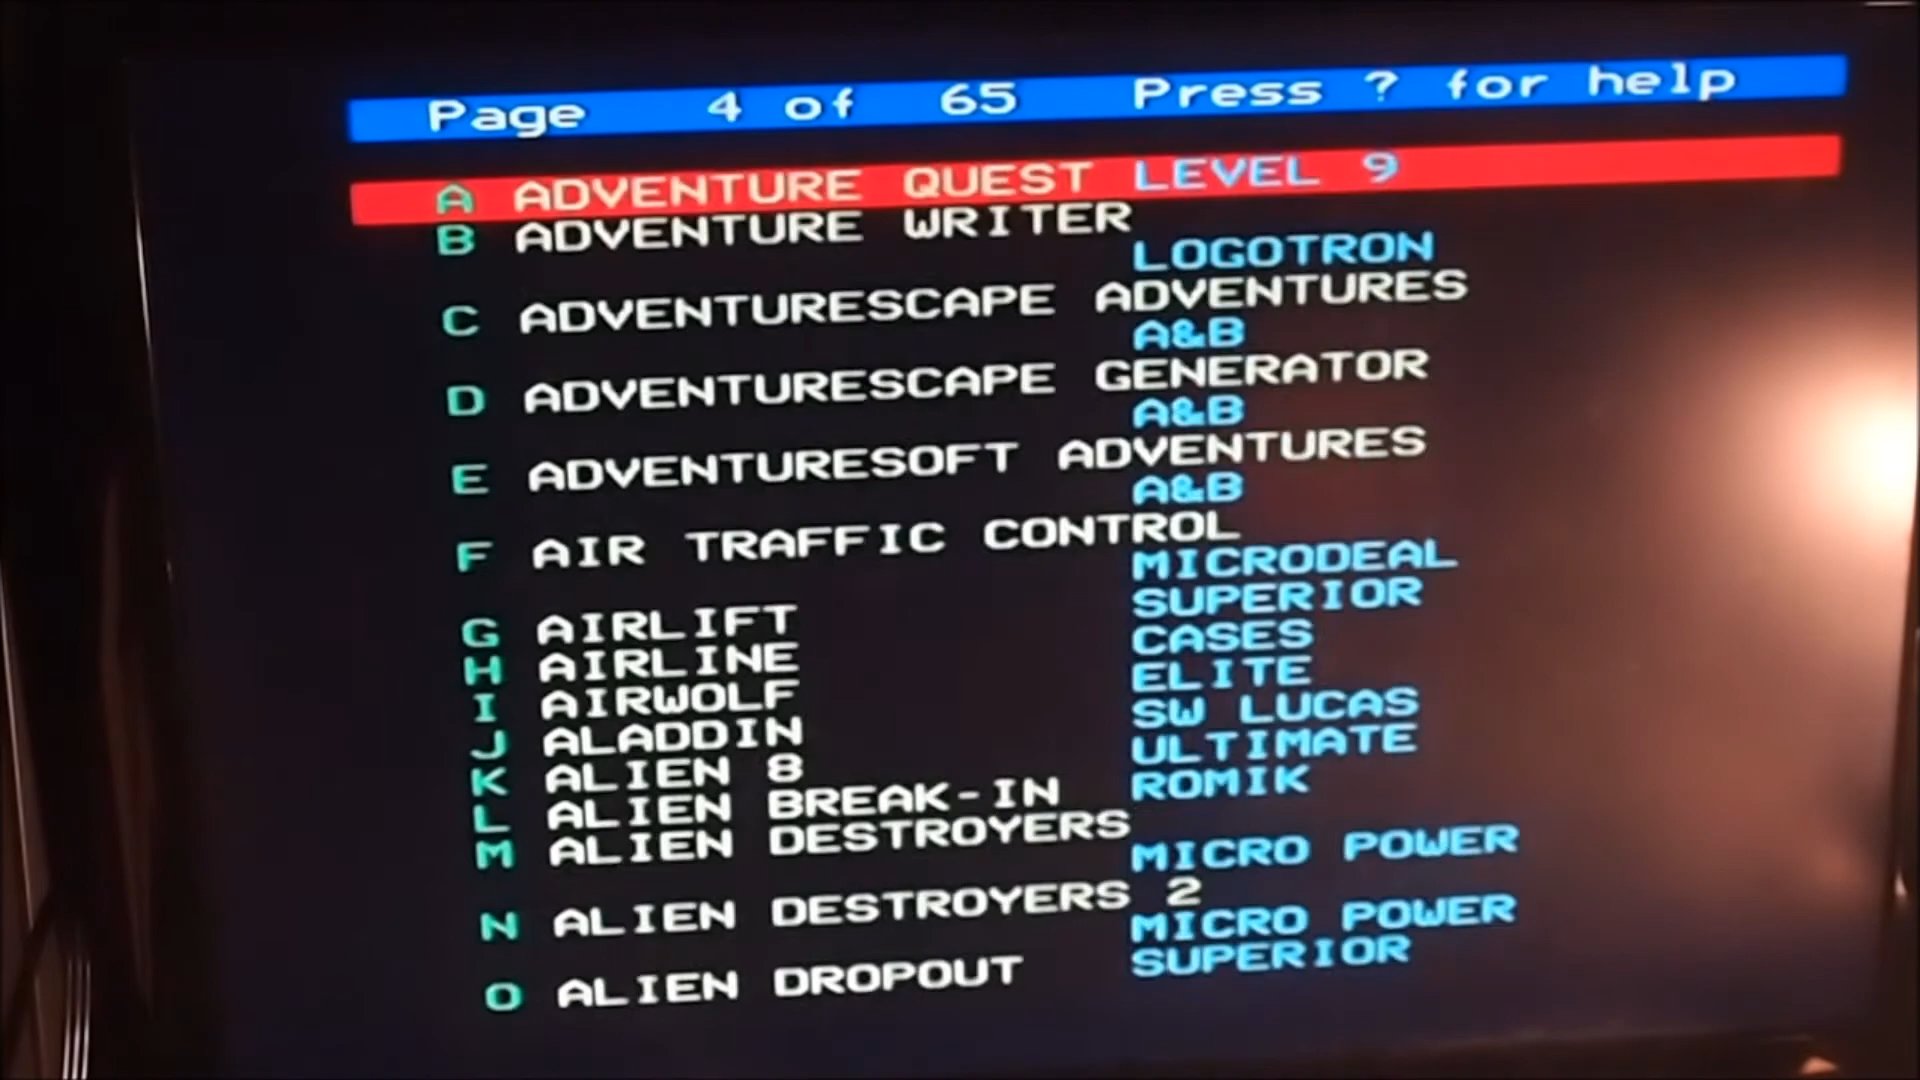 Page 4 of 65 Press ? for help
A ADVENTURE QUEST LEVEL 9
B ADVENTURE WRITER
LOGOTRON
C ADVENTURESCAPE ADVENTURES
A&B
D ADVENTURESCAPE GENERATOR
A&B
E ADVENTURESOFT ADVENTURES
A&B
F AIR TRAFFIC CONTROL
MICRODEAL
G AIRLIFT SUPERIOR
H AIRLINE CASES
I AIRWOLF ELITE
J ALADDIN SW LUCAS
K ALIEN 8 ULTIMATE
L ALIEN BREAK-IN ROMIK
M ALIEN DESTROYERS
MICRO POWER
N ALIEN DESTROYERS 2
MICRO POWER
O ALIEN DROPOUT SUPERIOR